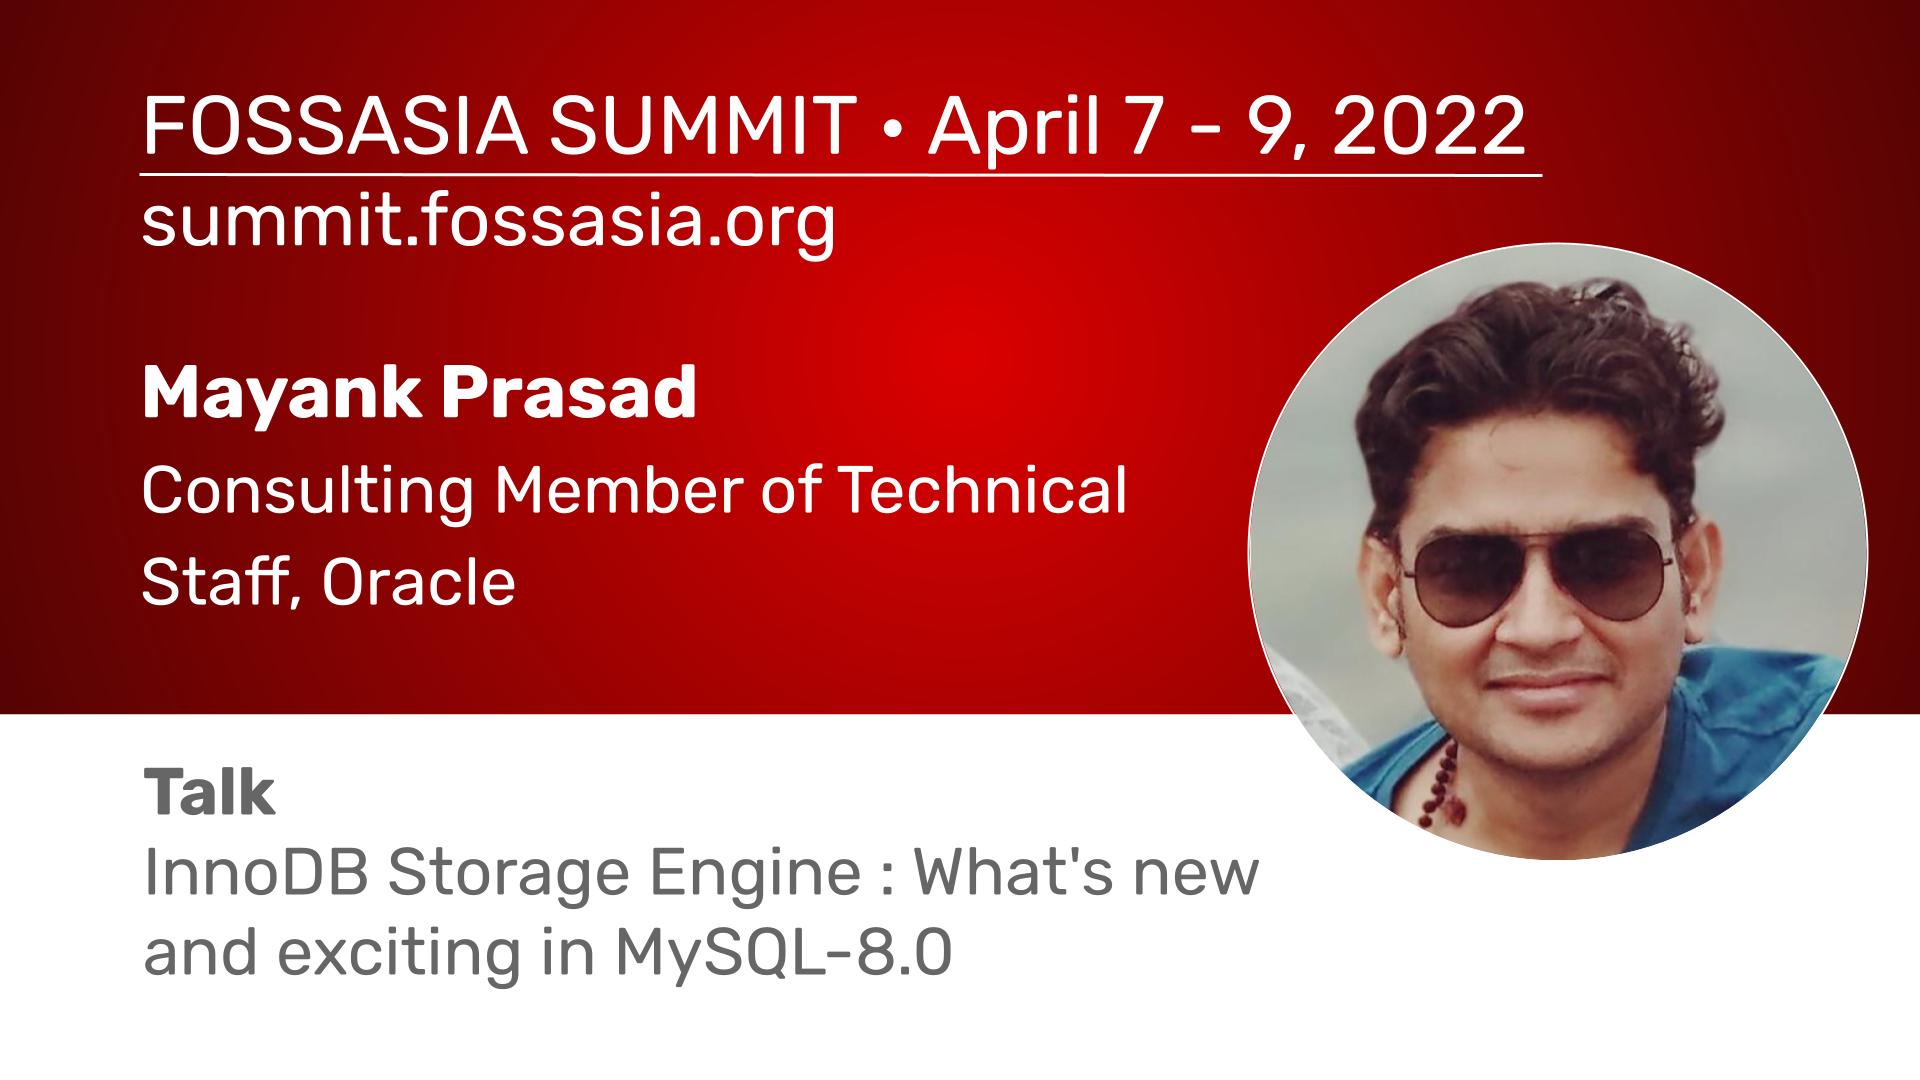 FOSSASIA SUMMIT • April 7 - 9, 2022
summit.fossasia.org
Mayank Prasad
Consulting Member of Technical
Staff, Oracle
Talk
InnoDB Storage Engine : What's new
and exciting in MySQL-8.0